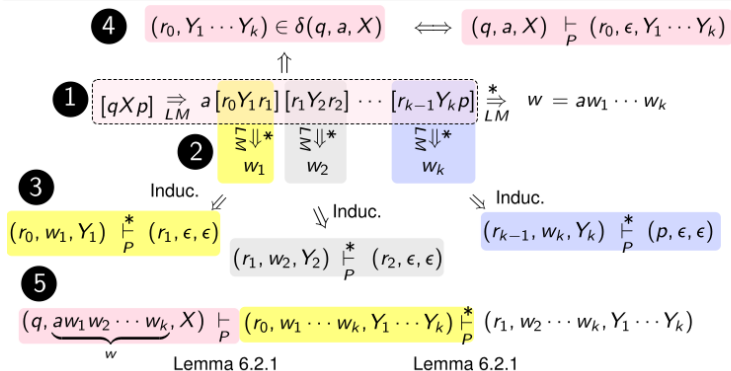 4 (r₀, Y₁ ⋯ Yₖ) ∈ δ(q, a, X) ⟺ (q, a, X) ⊢_P (r₀, ϵ, Y₁ ⋯ Yₖ)
⇑
1 [qXp] ⇒_LM a [r₀Y₁r₁] [r₁Y₂r₂] ⋯ [rₖ₋₁Yₖp] ⇒*_LM w = aw₁ ⋯ wₖ
2 LM ⇓ * LM ⇓ * LM ⇓ *
w₁ w₂ wₖ
3 Induc. ⇙ ⇘ Induc. ⇘ Induc.
(r₀, w₁, Y₁) ⊢*_P (r₁, ϵ, ϵ)
(r₁, w₂, Y₂) ⊢*_P (r₂, ϵ, ϵ)
(rₖ₋₁, wₖ, Yₖ) ⊢*_P (p, ϵ, ϵ)
5
(q, aw₁w₂ ⋯ wₖ, X) ⊢_P (r₀, w₁ ⋯ wₖ, Y₁ ⋯ Yₖ) ⊢*_P (r₁, w₂ ⋯ wₖ, Y₁ ⋯ Yₖ)
w
Lemma 6.2.1 Lemma 6.2.1